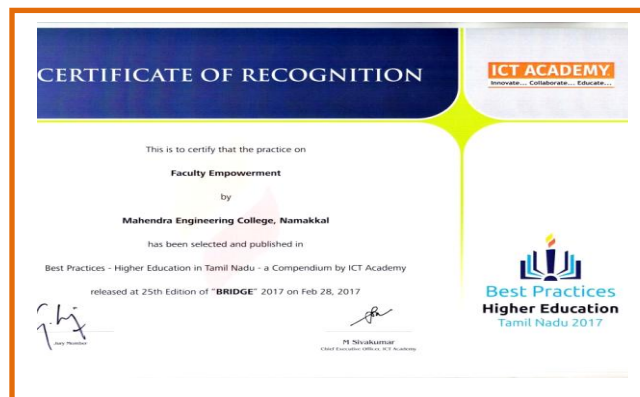 CERTIFICATE OF RECOGNITION
ICT ACADEMY
Innovate... Collaborate... Educate...
This is to certify that the practice on
Faculty Empowerment
by
Mahendra Engineering College, Namakkal
has been selected and published in
Best Practices - Higher Education in Tamil Nadu - a Compendium by ICT Academy
released at 25th Edition of "BRIDGE" 2017 on Feb 28, 2017
Jury Member
M Sivakumar
Chief Executive Officer, ICT Academy
Best Practices
Higher Education
Tamil Nadu 2017